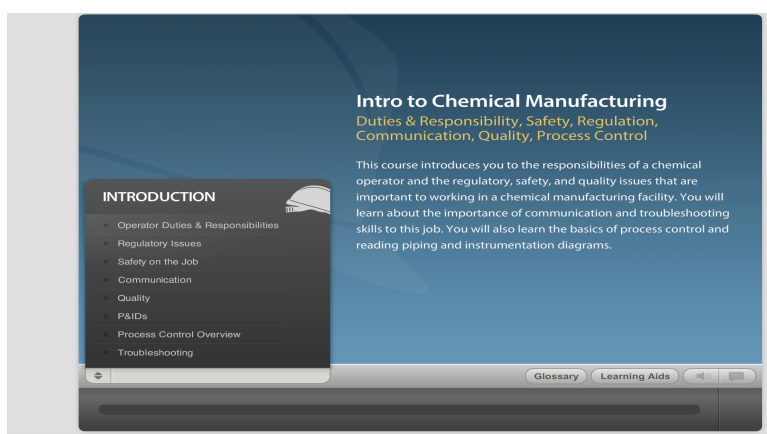 Intro to Chemical Manufacturing
Duties & Responsibility, Safety, Regulation,
Communication, Quality, Process Control
This course introduces you to the responsibilities of a chemical
operator and the regulatory, safety, and quality issues that are
important to working in a chemical manufacturing facility. You will
learn about the importance of communication and troubleshooting
skills to this job. You will also learn the basics of process control and
reading piping and instrumentation diagrams.
INTRODUCTION
Operator Duties & Responsibilities
Regulatory Issues
Safety on the Job
Communication
Quality
P&IDs
Process Control Overview
Troubleshooting
Glossary
Learning Aids